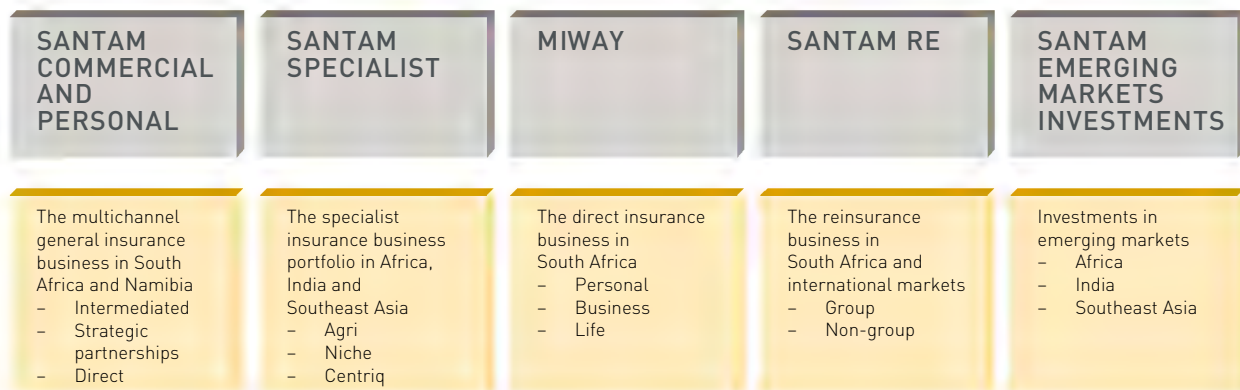 SANTAM
COMMERCIAL
AND
PERSONAL
SANTAM
SPECIALIST
MIWAY
SANTAM RE
SANTAM
EMERGING
MARKETS
INVESTMENTS
The multichannel
general insurance
business in South
Africa and Namibia
– Intermediated
– Strategic
partnerships
– Direct
The specialist
insurance business
portfolio in Africa,
India and
Southeast Asia
– Agri
– Niche
– Centriq
The direct insurance
business in
South Africa
– Personal
– Business
– Life
The reinsurance
business in
South Africa and
international markets
– Group
– Non-group
Investments in
emerging markets
– Africa
– India
– Southeast Asia